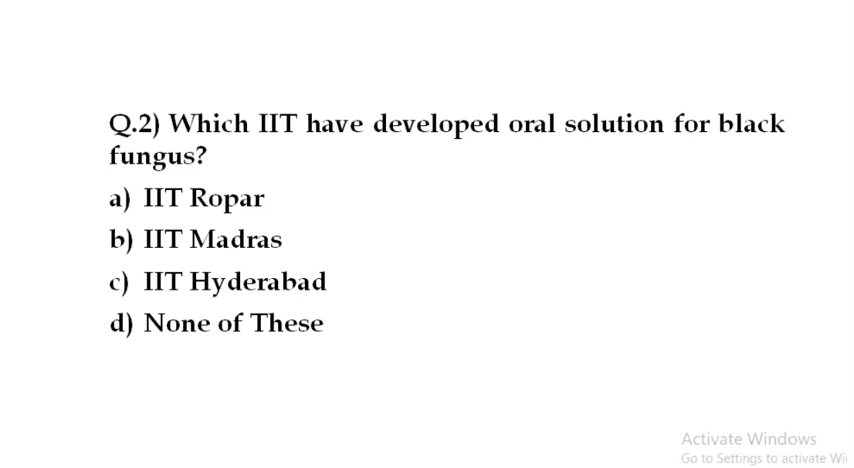 Q.2) Which IIT have developed oral solution for black
fungus?
a) IIT Ropar
b) IIT Madras
c) IIT Hyderabad
d) None of These
Activate Windows
Go to Settings to activate Wi